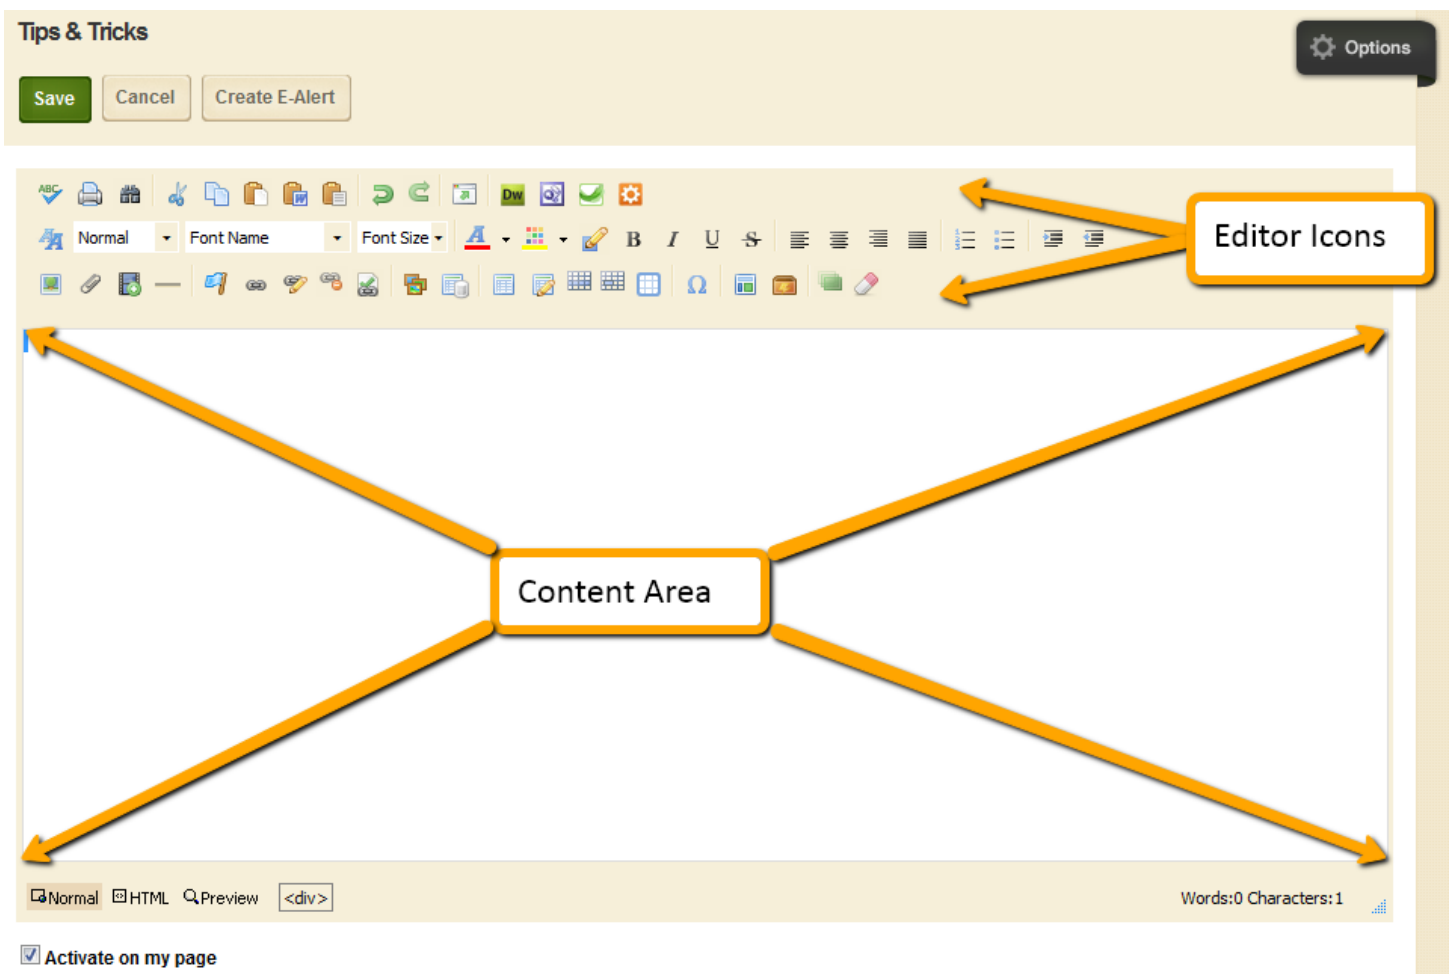 Tips & Tricks
Options
Save Cancel Create E-Alert
ABC W Dw
Editor Icons
Normal Font Name Font Size A B I U S
Ω
Content Area
Normal HTML Preview <div> Words:0 Characters:1
Activate on my page